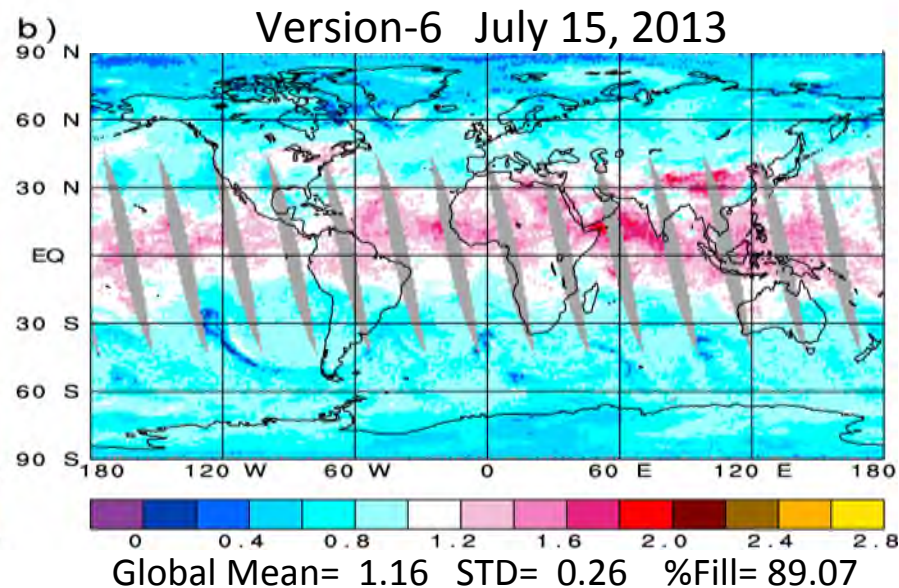 b)
Version-6 July 15, 2013
90 N
60 N
30 N
EQ
30 S
60 S
90 S
180 120 W 60 W 0 60 E 120 E 180
0 0.4 0.8 1.2 1.6 2.0 2.4 2.8
Global Mean= 1.16 STD= 0.26 %Fill= 89.07